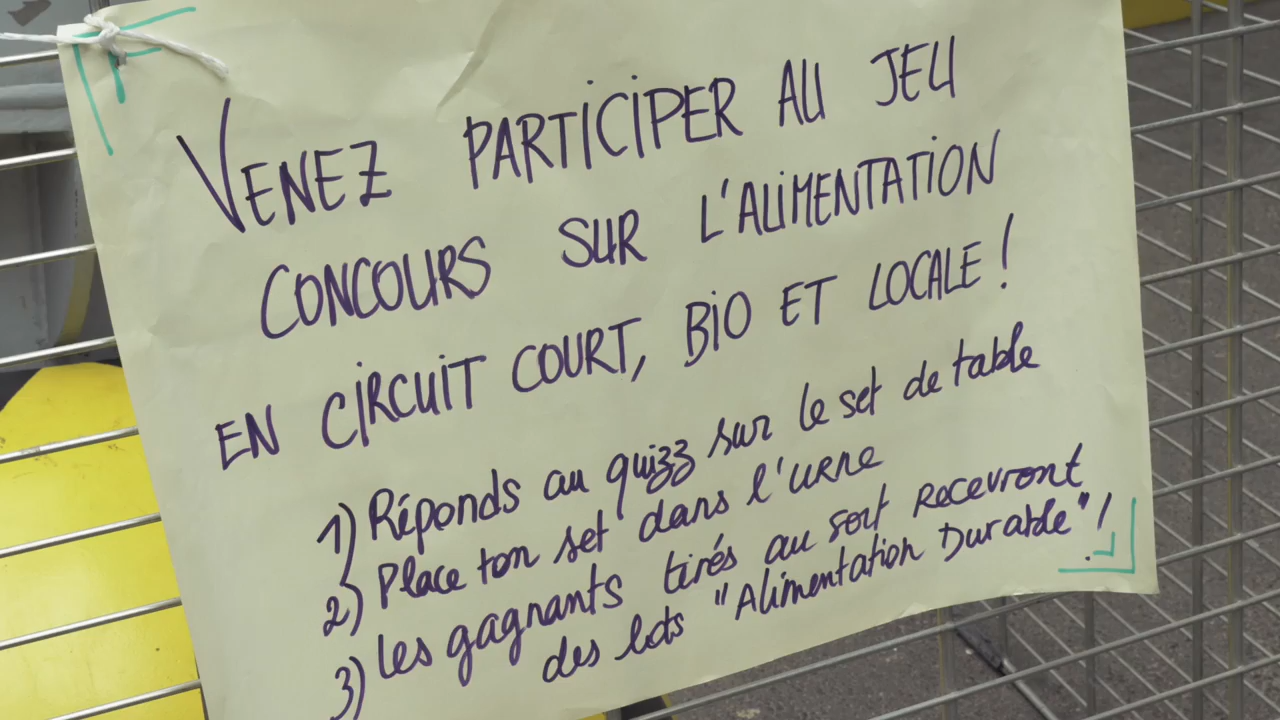 VENEZ PARTICIPER AU JEU
CONCOURS SUR L'ALIMENTATION
EN CIRCUIT COURT, BIO ET LOCALE !
1) Réponds au quizz sur le set de table
2) Place ton set dans l'urne
3) Les gagnants tirés au sort recevront
des lots "Alimentation Durable" !